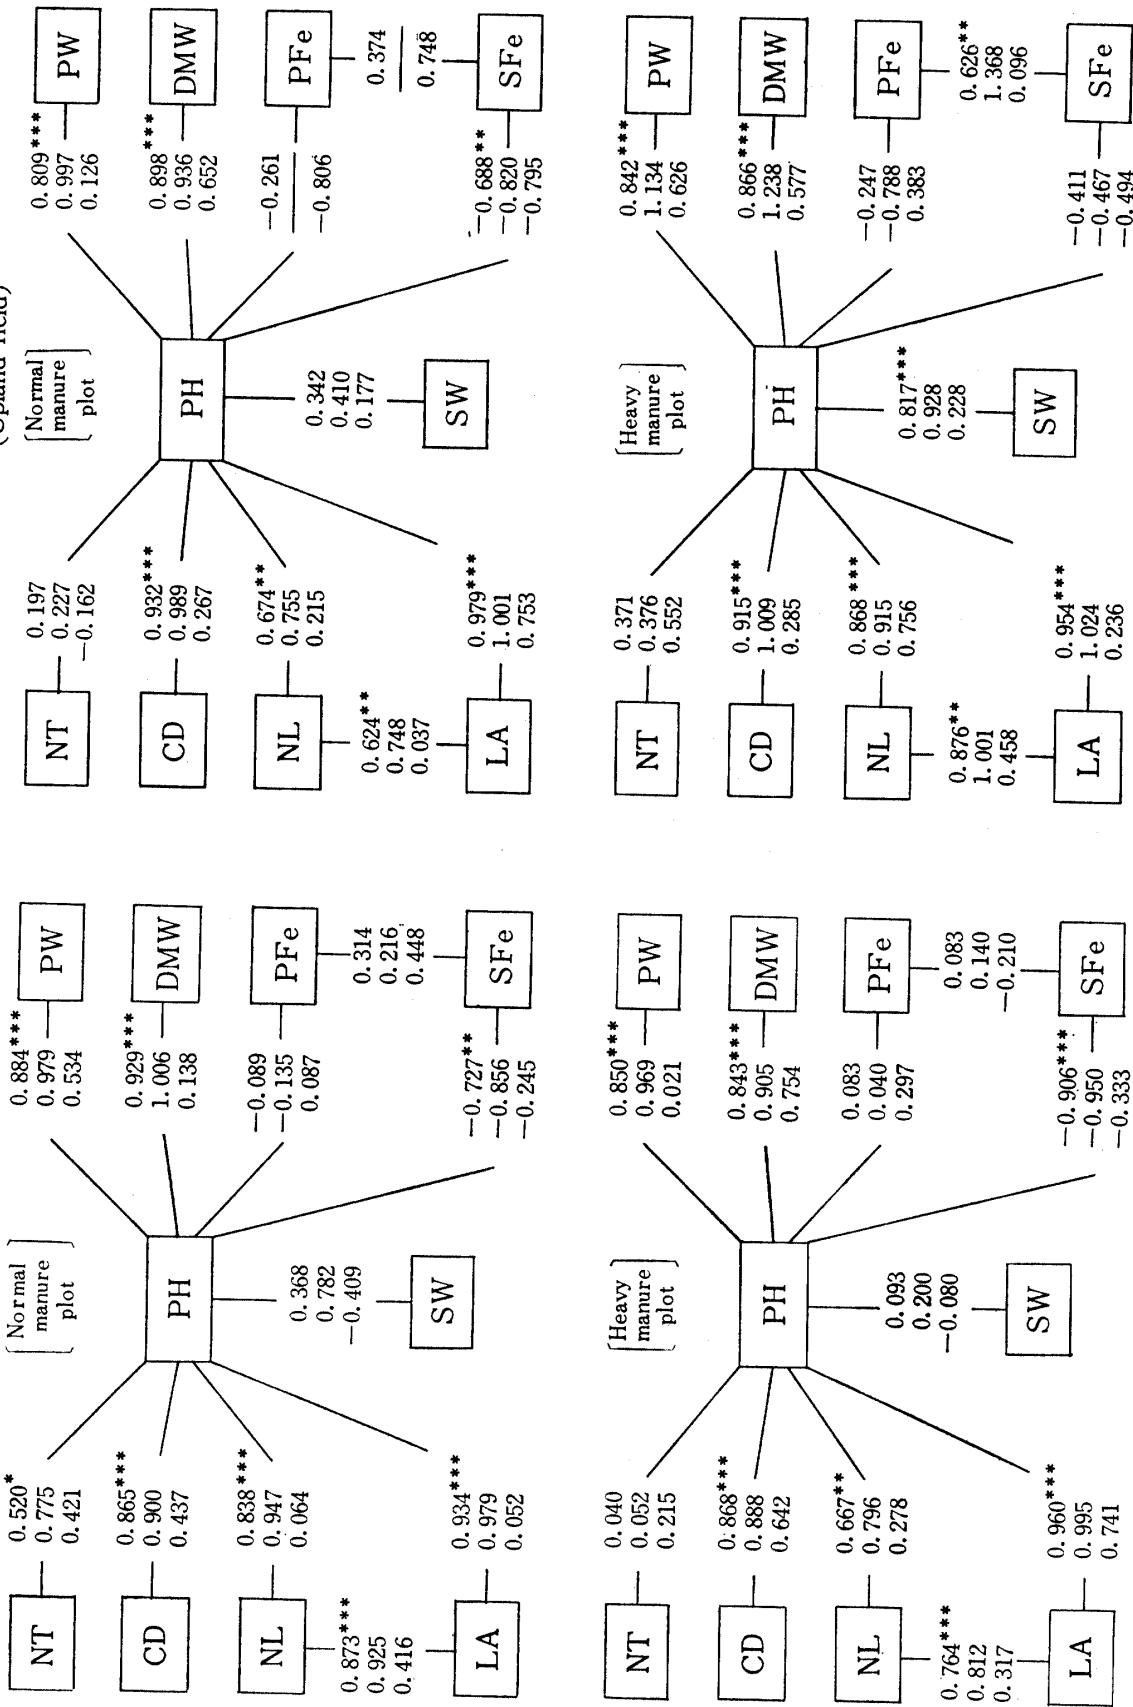 (Upland field)
[Normal
manure
plot]
NT
0.520*
0.775
0.421
CD
0.865***
0.900
0.437
NL
0.838***
0.947
0.064
0.873***
0.925
0.416
LA
0.934***
0.979
0.052
PH
0.368
0.782
−0.409
SW
0.884***
0.979
0.534
PW
0.929***
1.006
0.138
DMW
−0.089
−0.135
0.087
PFe
0.314
0.216
0.448
−0.727**
−0.856
−0.245
SFe
[Normal
manure
plot]
NT
0.197
0.227
−0.162
CD
0.932***
0.989
0.267
NL
0.674**
0.755
0.215
0.624**
0.748
0.037
LA
0.979***
1.001
0.753
PH
0.342
0.410
0.177
SW
0.809***
0.997
0.126
PW
0.898***
0.936
0.652
DMW
−0.261
−0.806
PFe
0.374
0.748
−0.688**
−0.820
−0.795
SFe
[Heavy
manure
plot]
NT
0.040
0.052
0.215
CD
0.868***
0.888
0.642
NL
0.667**
0.796
0.278
0.764***
0.812
0.317
LA
0.960***
0.995
0.741
PH
0.093
0.200
−0.080
SW
0.850***
0.969
0.021
PW
0.843***
0.905
0.754
DMW
0.083
0.040
0.297
PFe
0.083
0.140
−0.210
−0.906***
−0.950
−0.333
SFe
[Heavy
manure
plot]
NT
0.371
0.376
0.552
CD
0.915***
1.009
0.285
NL
0.868***
0.915
0.756
0.876**
1.001
0.458
LA
0.954***
1.024
0.236
PH
0.817***
0.928
0.228
SW
0.842***
1.134
0.626
PW
0.866***
1.238
0.577
DMW
−0.247
−0.788
0.383
PFe
0.626**
1.368
0.096
−0.411
−0.467
−0.494
SFe